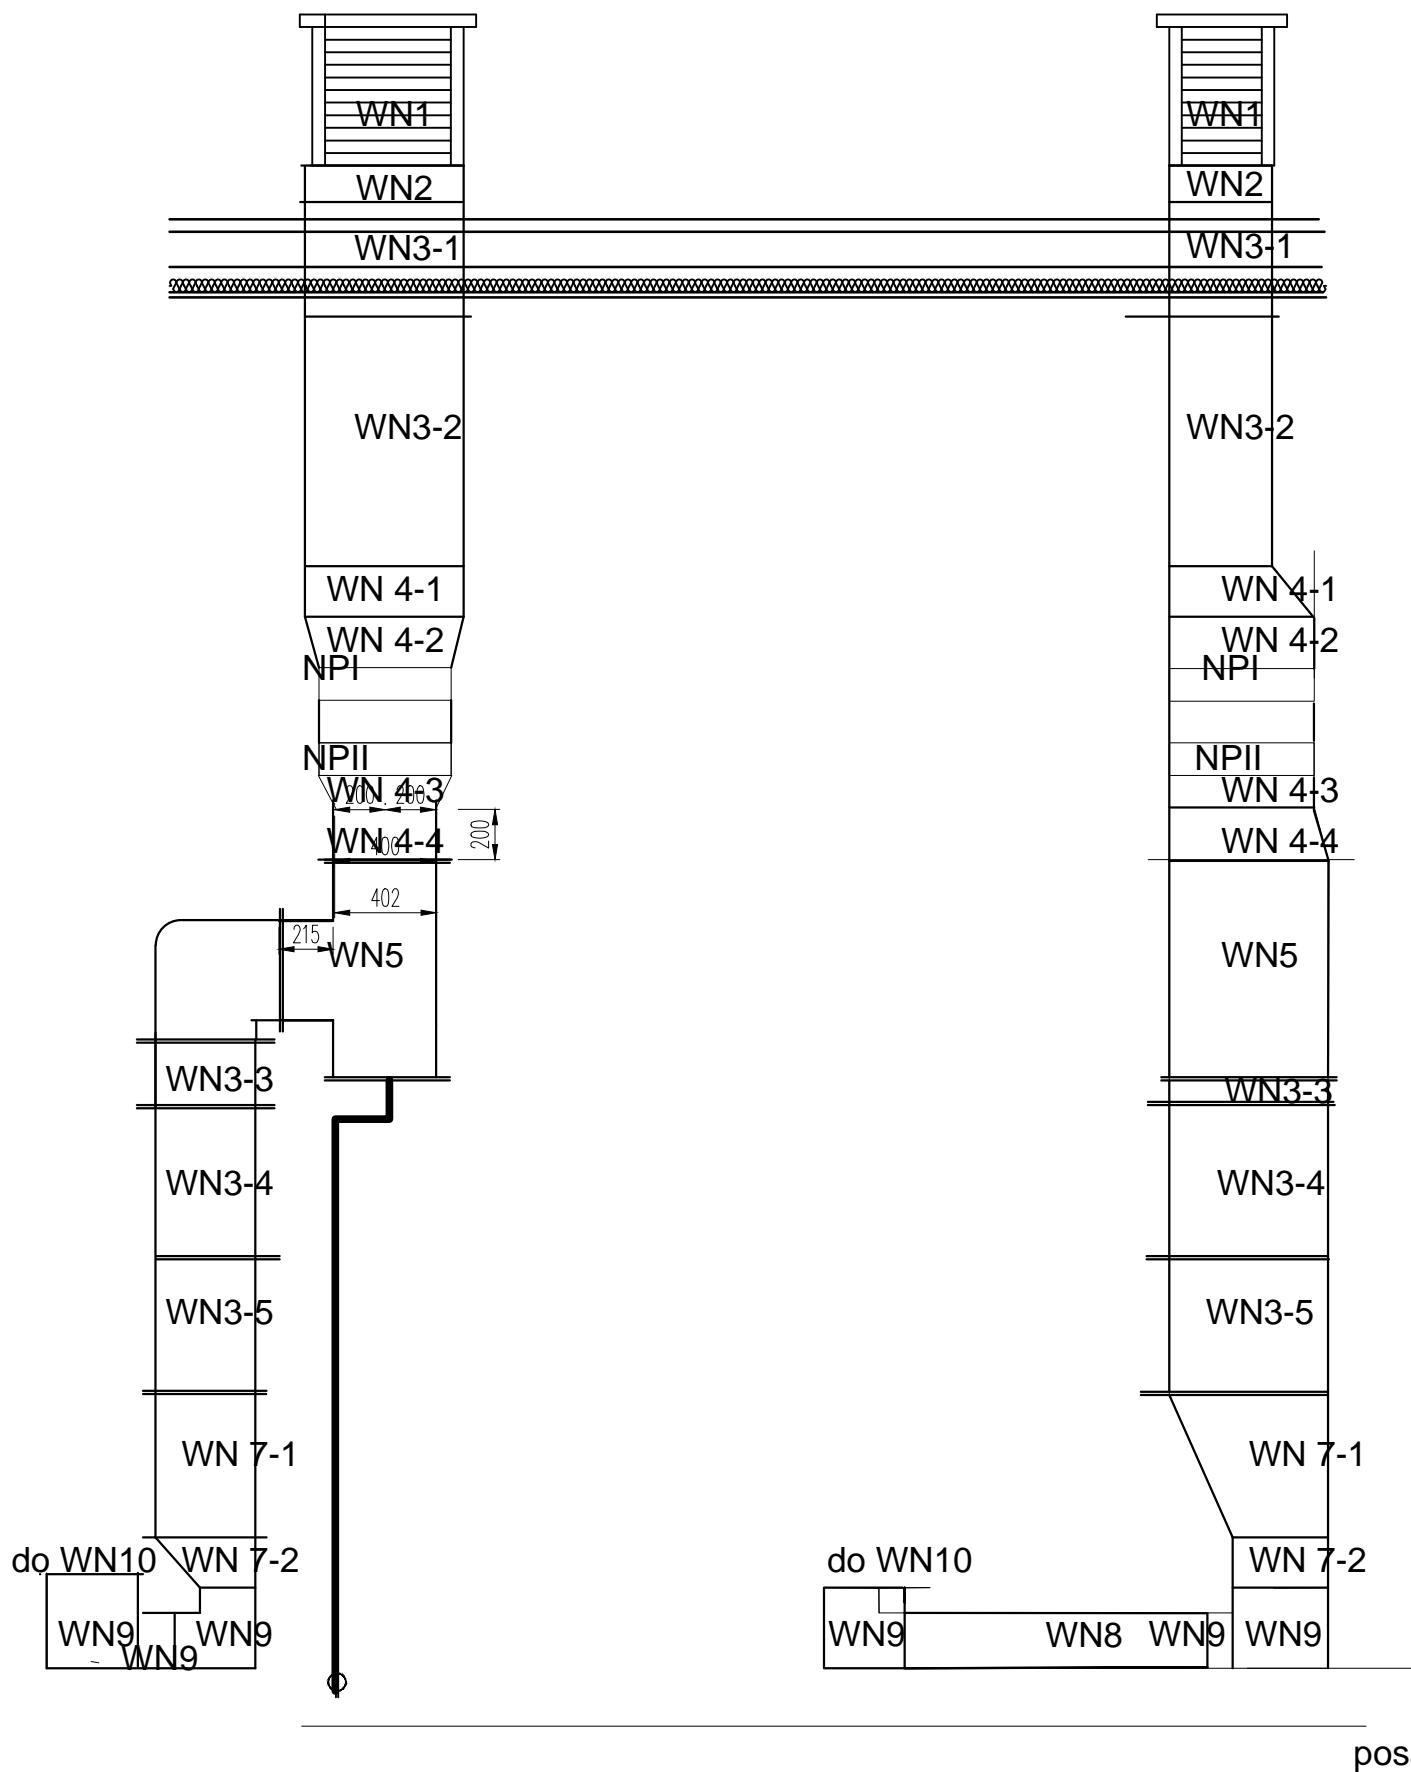 WN1 WN1
WN2 WN2
WN3-1 WN3-1
WN3-2 WN3-2
WN 4-1 WN 4-1
WN 4-2 WN 4-2
NPI NPI
NPII NPII
WN 4-3 WN 4-3
200 200
200
WN 4-4 WN 4-4
400
402
215
WN5 WN5
WN3-3 WN3-3
WN3-4 WN3-4
WN3-5 WN3-5
WN 7-1 WN 7-1
do WN10 WN 7-2 do WN10 WN 7-2
WN9 WN9 WN9 WN8 WN9 WN9
WN9
pos